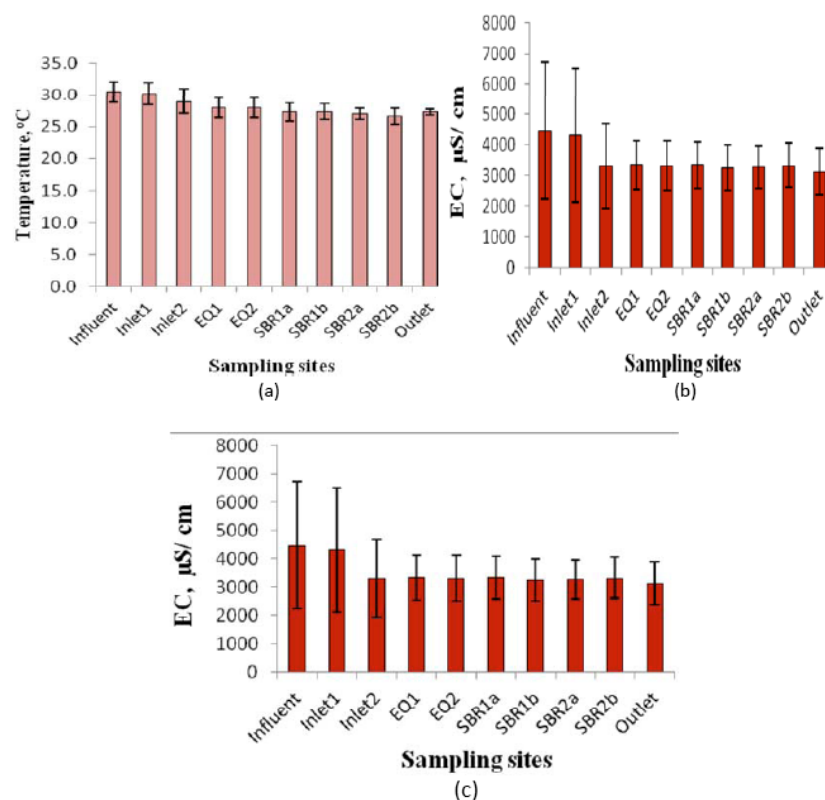 35.0
30.0
25.0
20.0
15.0
10.0
5.0
0.0
Temperature, °C
Influent
Inlet1
Inlet2
EQ1
EQ2
SBR1a
SBR1b
SBR2a
SBR2b
Outlet
Sampling sites
(a)
8000
7000
6000
5000
4000
3000
2000
1000
0
EC, µS/ cm
Influent
Inlet1
Inlet2
EQ1
EQ2
SBR1a
SBR1b
SBR2a
SBR2b
Outlet
Sampling sites
(b)
8000
7000
6000
5000
4000
3000
2000
1000
0
EC, µS/ cm
Influent
Inlet1
Inlet2
EQ1
EQ2
SBR1a
SBR1b
SBR2a
SBR2b
Outlet
Sampling sites
(c)